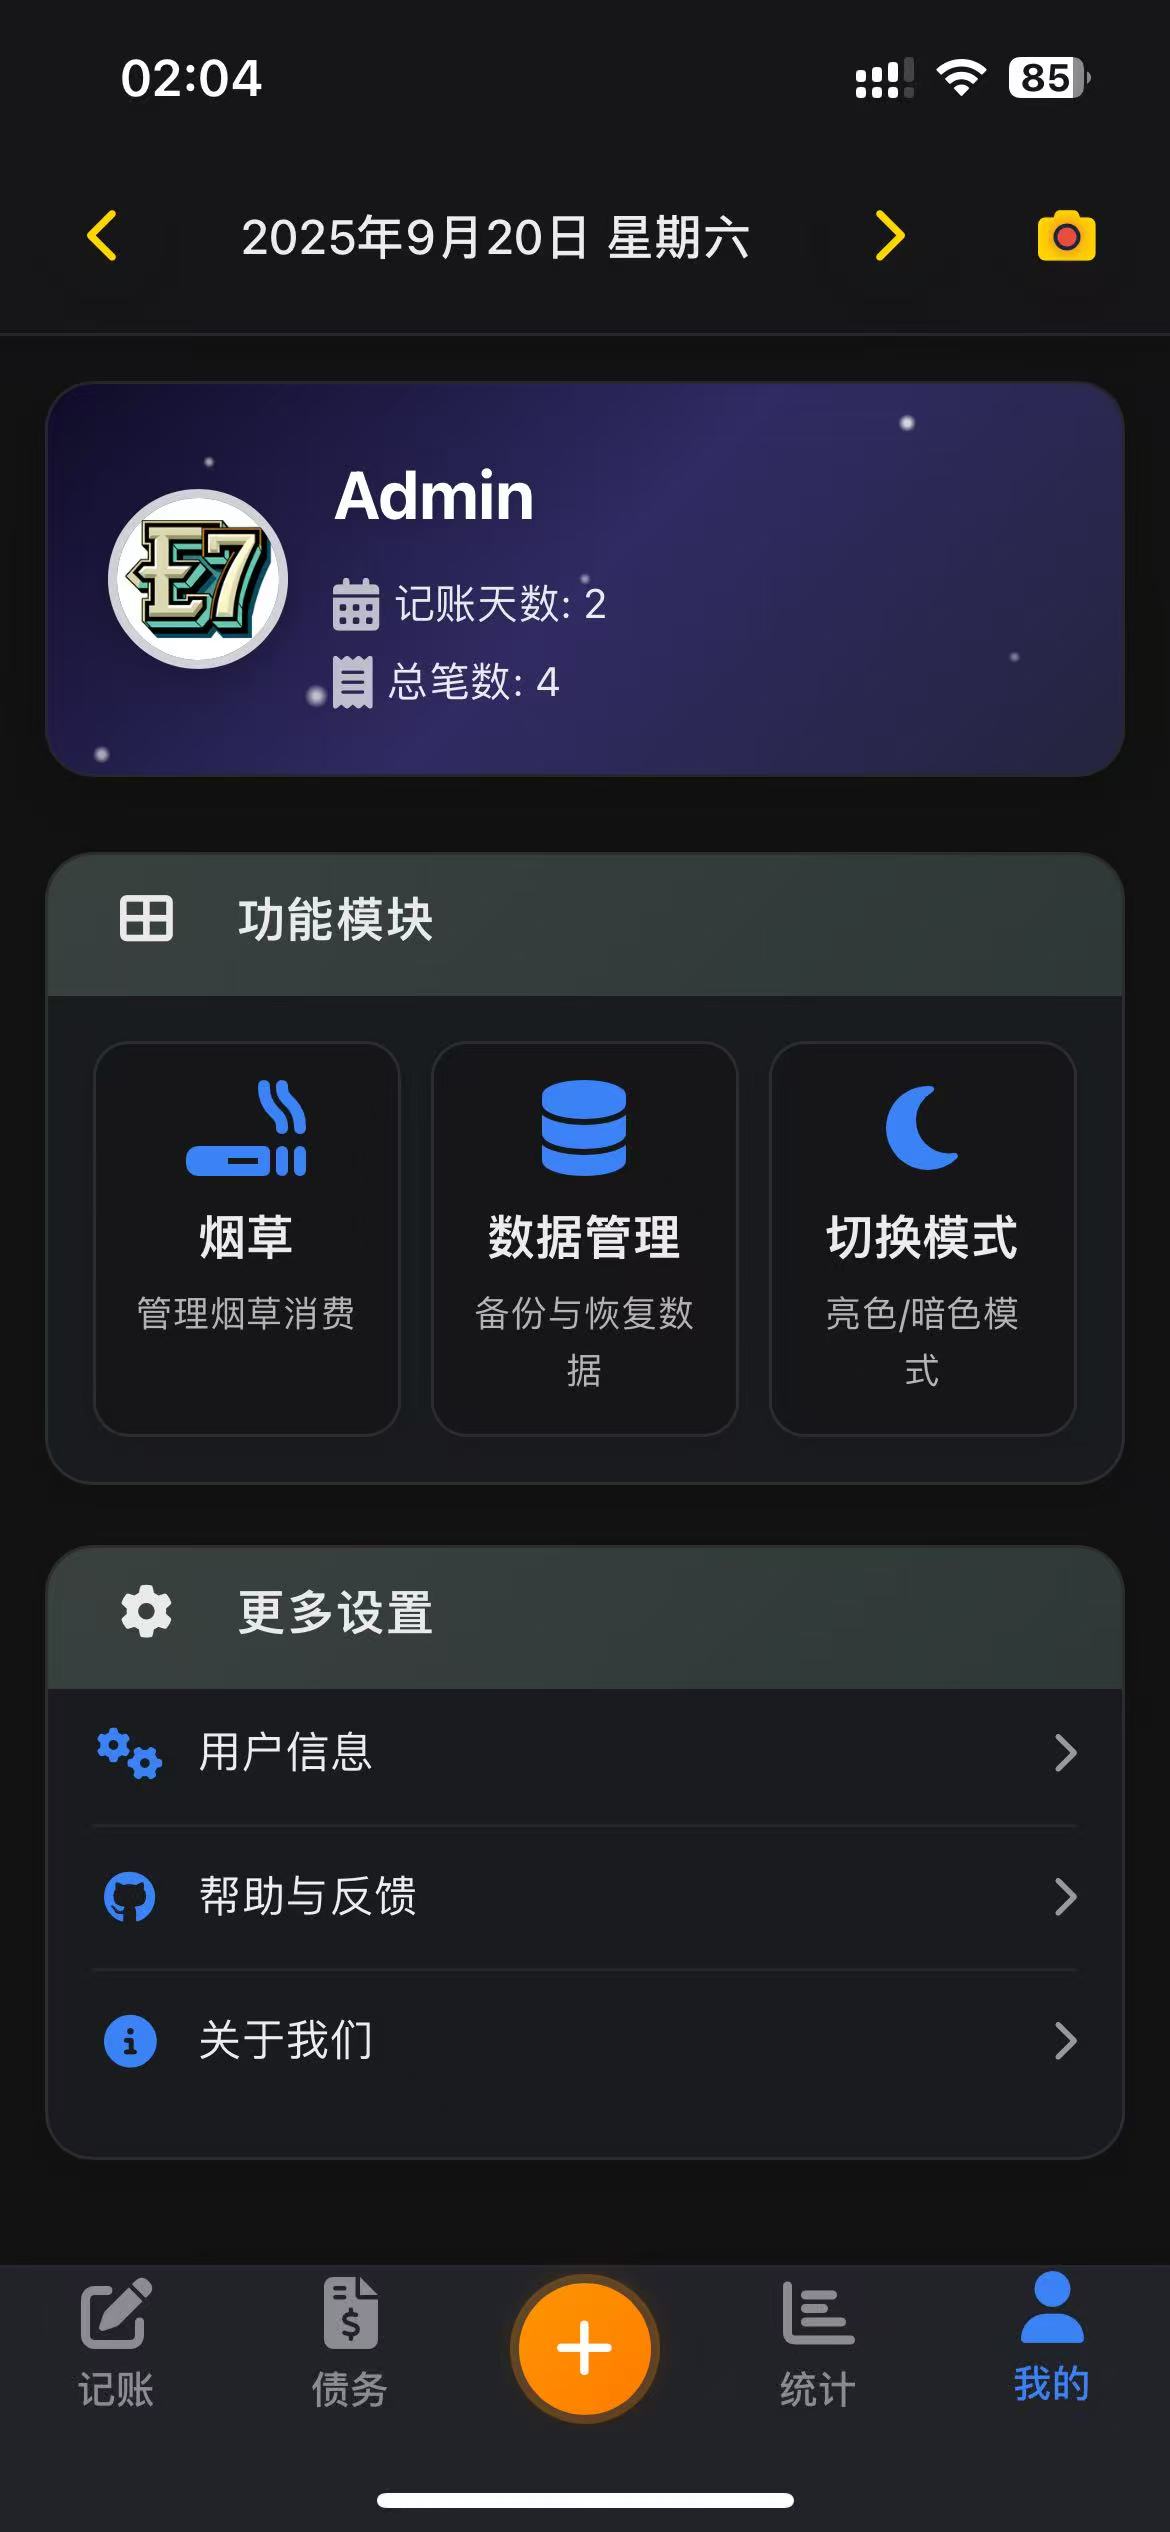 02:04
85
2025年9月20日 星期六
Admin
E7
记账天数: 2
总笔数: 4
功能模块
烟草
管理烟草消费
数据管理
备份与恢复数
据
切换模式
亮色/暗色模
式
更多设置
用户信息
帮助与反馈
关于我们
记账
债务
统计
我的